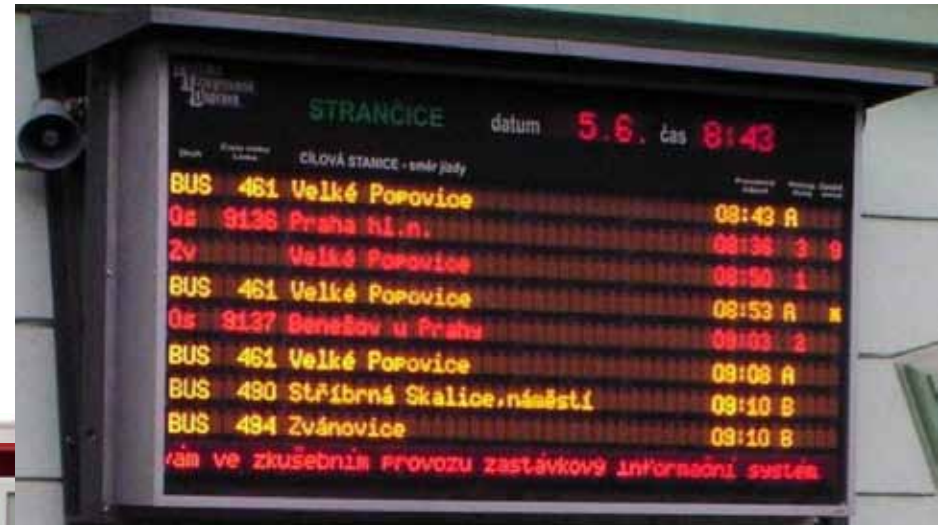 STRANČICE datum 5.6. čas 8:43
CÍLOVÁ STANICE - směr jízdy
BUS 461 Velké Popovice 08:43 A
Os 9136 Praha hl.n. 08:36 3 9
Zv Velké Popovice 08:50 1
BUS 461 Velké Popovice 08:53 A
Os 9137 Benešov u Prahy 09:03 2
BUS 461 Velké Popovice 09:08 A
BUS 490 Stříbrná Skalice,náměstí 09:10 B
BUS 494 Zvánovice 09:10 B
vám ve zkušebním provozu zastávkový informační systém